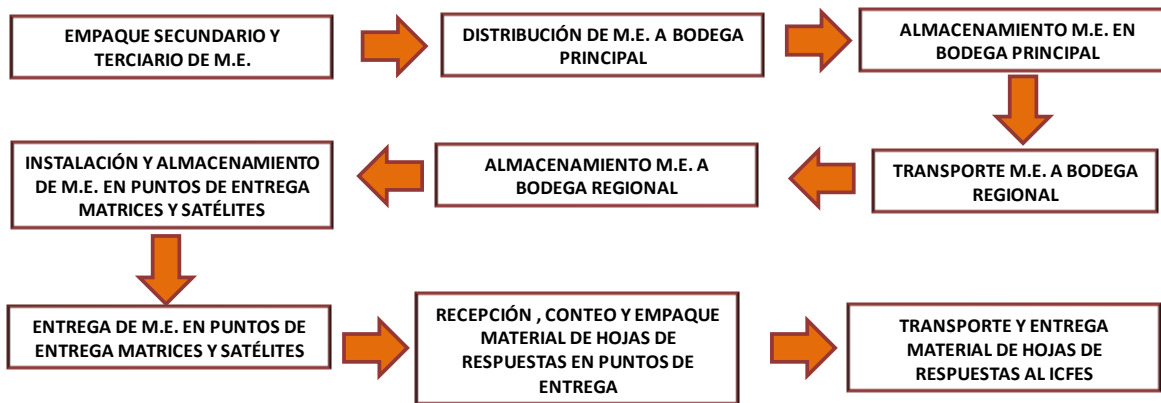 EMPAQUE SECUNDARIO Y
TERCIARIO DE M.E.
DISTRIBUCIÓN DE M.E. A BODEGA
PRINCIPAL
ALMACENAMIENTO M.E. EN
BODEGA PRINCIPAL
TRANSPORTE M.E. A BODEGA
REGIONAL
ALMACENAMIENTO M.E. A
BODEGA REGIONAL
INSTALACIÓN Y ALMACENAMIENTO
DE M.E. EN PUNTOS DE ENTREGA
MATRICES Y SATÉLITES
ENTREGA DE M.E. EN PUNTOS DE
ENTREGA MATRICES Y SATÉLITES
RECEPCIÓN , CONTEO Y EMPAQUE
MATERIAL DE HOJAS DE
RESPUESTAS EN PUNTOS DE
ENTREGA
TRANSPORTE Y ENTREGA
MATERIAL DE HOJAS DE
RESPUESTAS AL ICFES